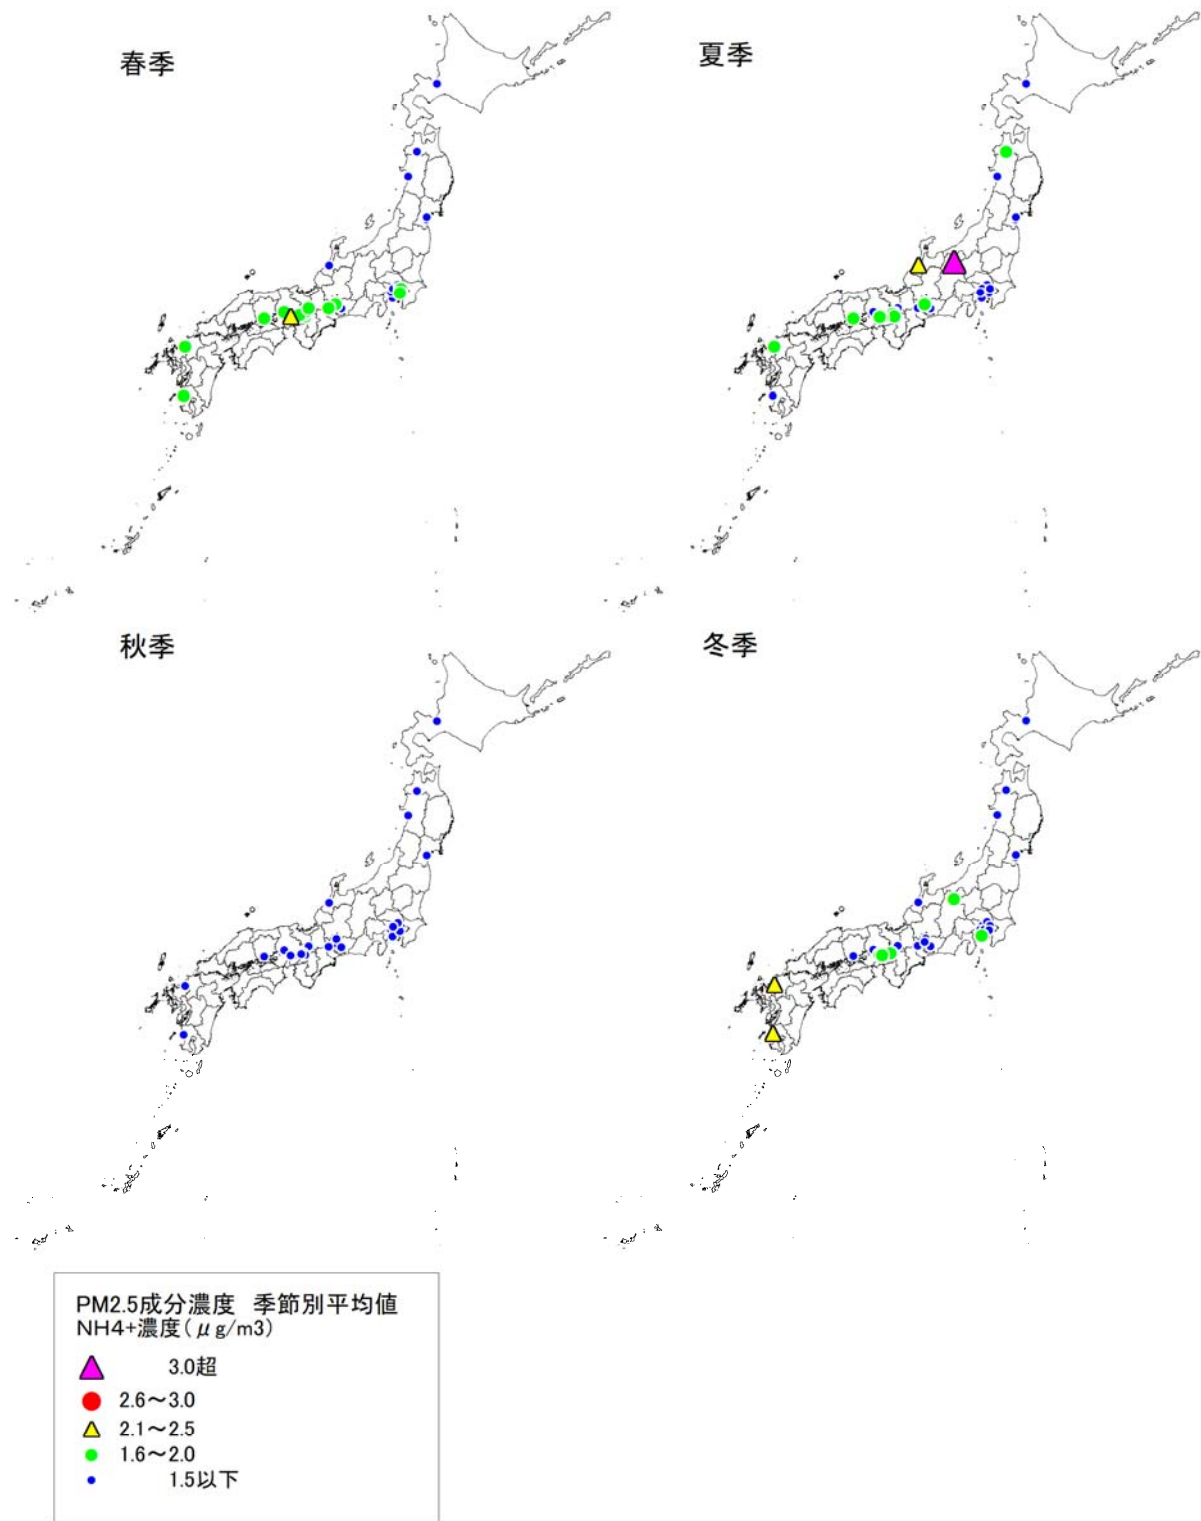 春季
夏季
秋季
冬季
PM2.5成分濃度 季節別平均値
NH4+濃度(μg/m3)
3.0超
2.6～3.0
2.1～2.5
1.6～2.0
1.5以下